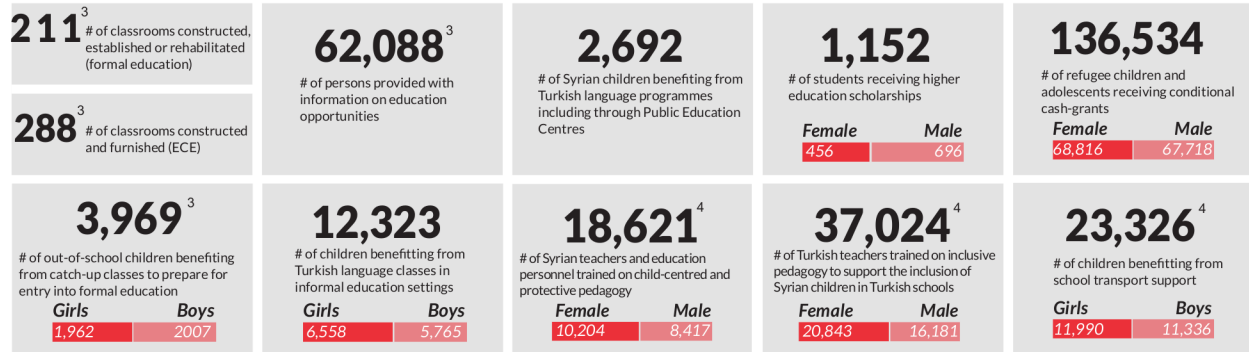 211³
# of classrooms constructed,
established or rehabilitated
(formal education)
288³
# of classrooms constructed
and furnished (ECE)
62,088³
# of persons provided with
information on education
opportunities
2,692
# of Syrian children benefiting from
Turkish language programmes
including through Public Education
Centres
1,152
# of students receiving higher
education scholarships
Female Male
456 696
136,534
# of refugee children and
adolescents receiving conditional
cash-grants
Female Male
68,816 67,718
3,969³
# of out-of-school children benefiting
from catch-up classes to prepare for
entry into formal education
Girls Boys
1,962 2007
12,323
# of children benefitting from
Turkish language classes in
informal education settings
Girls Boys
6,558 5,765
18,621⁴
# of Syrian teachers and education
personnel trained on child-centred and
protective pedagogy
Female Male
10,204 8,417
37,024⁴
# of Turkish teachers trained on inclusive
pedagogy to support the inclusion of
Syrian children in Turkish schools
Female Male
20,843 16,181
23,326⁴
# of children benefitting from
school transport support
Girls Boys
11,990 11,336